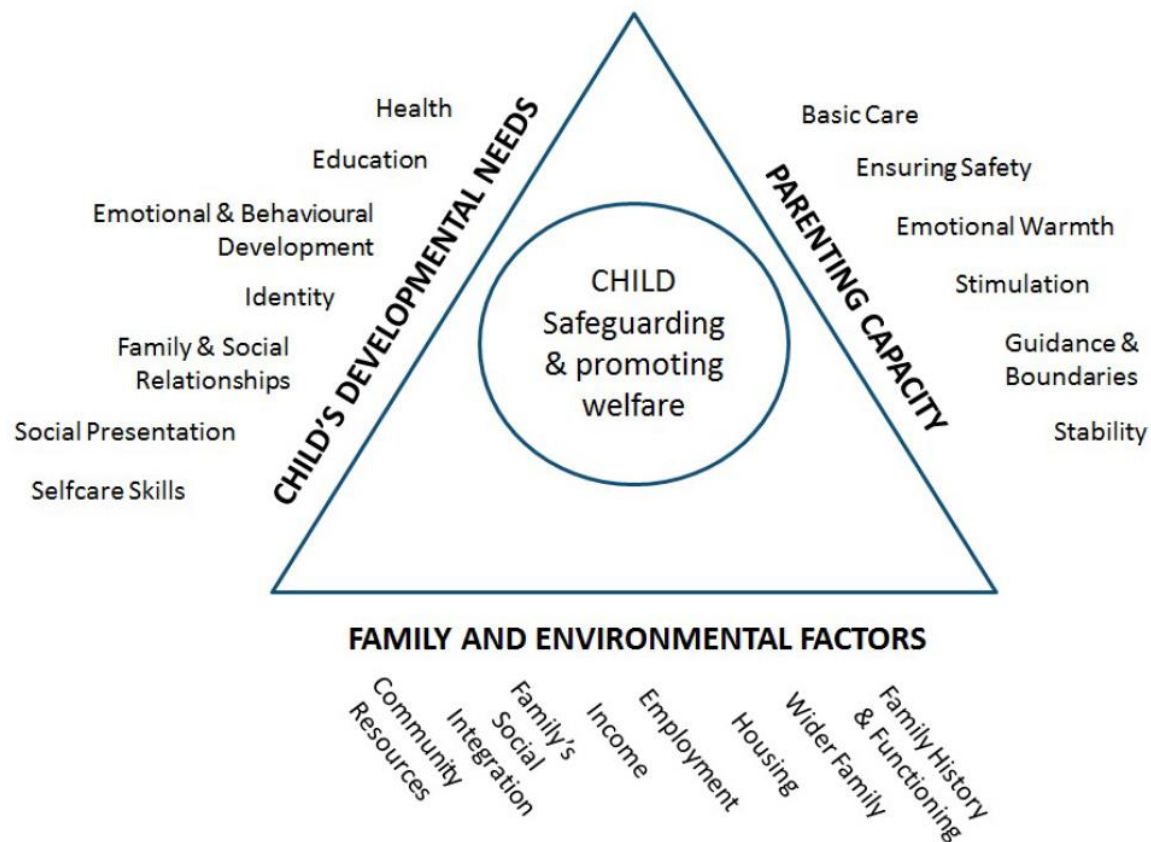 Health
Education
Emotional & Behavioural
Development
Identity
Family & Social
Relationships
Social Presentation
Selfcare Skills
CHILD'S DEVELOPMENTAL NEEDS
CHILD
Safeguarding
& promoting
welfare
PARENTING CAPACITY
Basic Care
Ensuring Safety
Emotional Warmth
Stimulation
Guidance &
Boundaries
Stability
FAMILY AND ENVIRONMENTAL FACTORS
Community
Resources
Family's
Social
Integration
Income
Employment
Housing
Wider Family
Family History
& Functioning